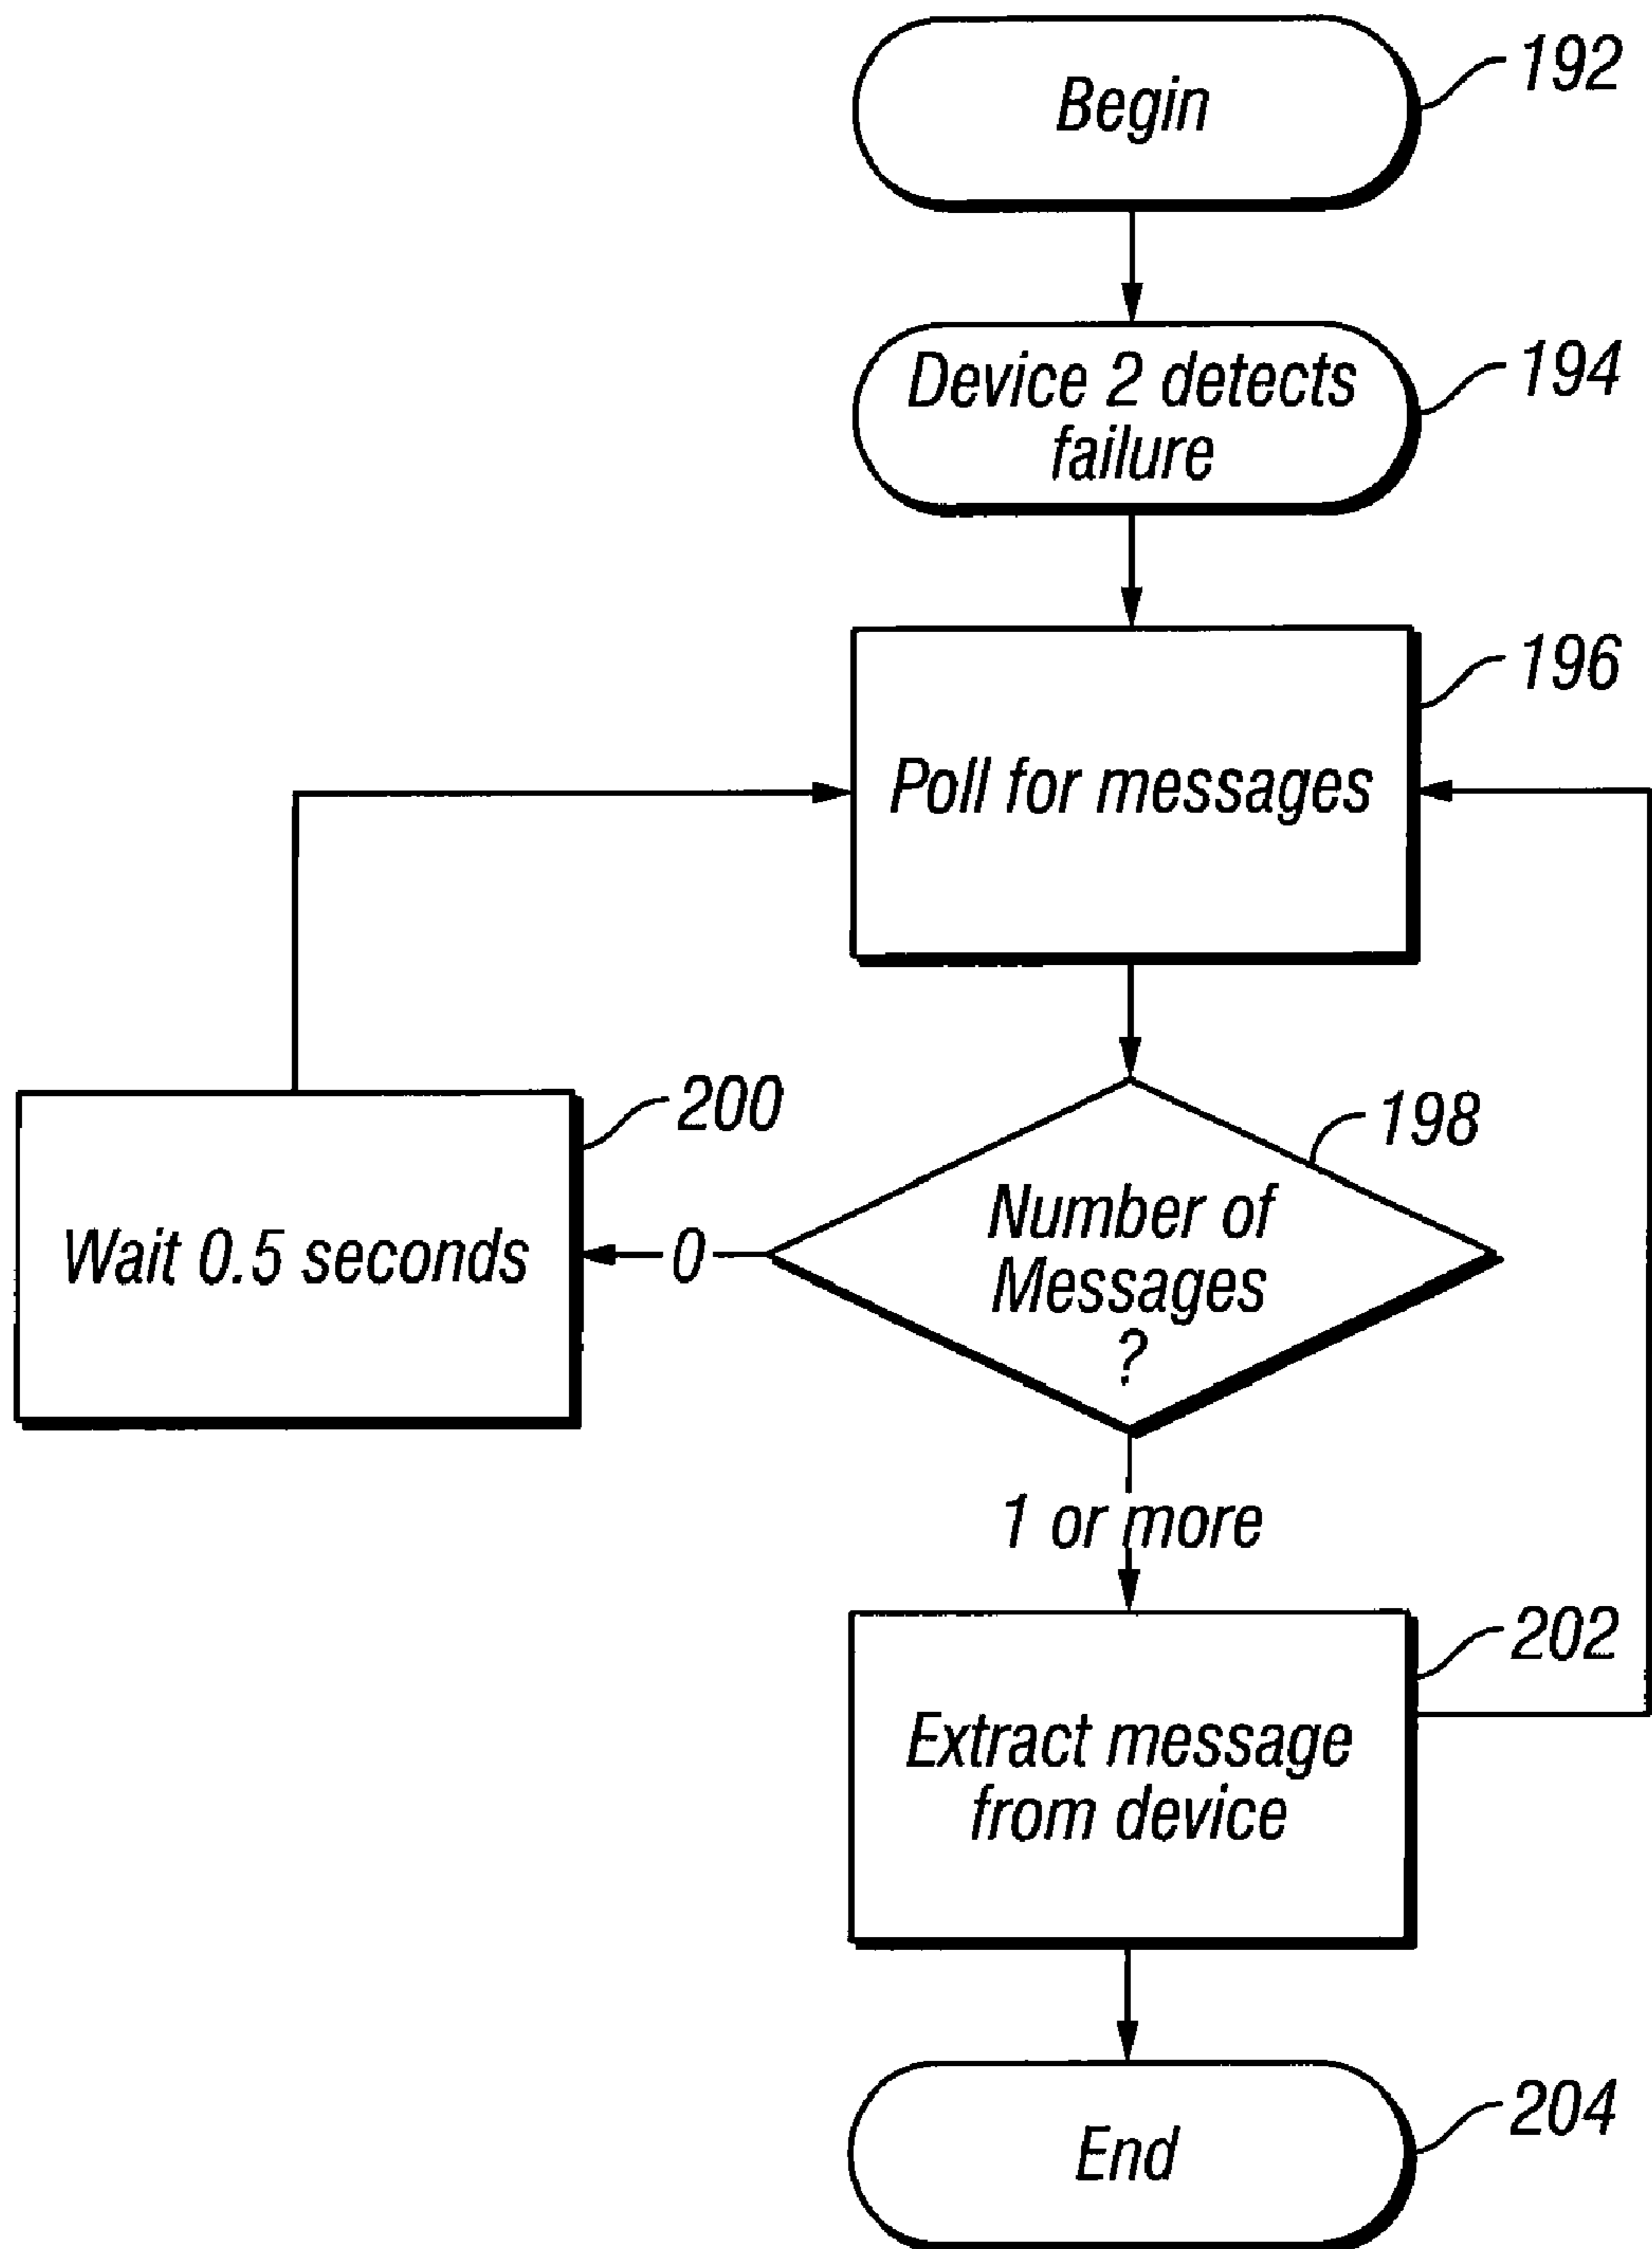 Begin
192
Device 2 detects
failure
194
196
Poll for messages
200
198
Number of
Messages
?
Wait 0.5 seconds
0
1 or more
202
Extract message
from device
204
End